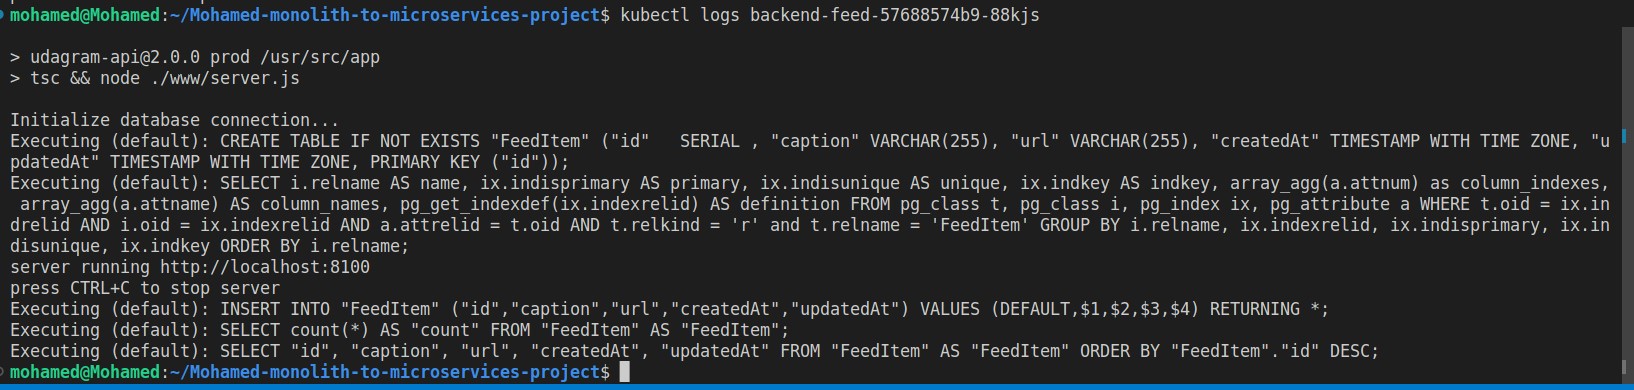 mohamed@Mohamed:~/Mohamed-monolith-to-microservices-project$ kubectl logs backend-feed-57688574b9-88kjs
> udagram-api@2.0.0 prod /usr/src/app
> tsc && node ./www/server.js
Initialize database connection...
Executing (default): CREATE TABLE IF NOT EXISTS "FeedItem" ("id"   SERIAL , "caption" VARCHAR(255), "url" VARCHAR(255), "createdAt" TIMESTAMP WITH TIME ZONE, "u
pdatedAt" TIMESTAMP WITH TIME ZONE, PRIMARY KEY ("id"));
Executing (default): SELECT i.relname AS name, ix.indisprimary AS primary, ix.indisunique AS unique, ix.indkey AS indkey, array_agg(a.attnum) as column_indexes,
 array_agg(a.attname) AS column_names, pg_get_indexdef(ix.indexrelid) AS definition FROM pg_class t, pg_class i, pg_index ix, pg_attribute a WHERE t.oid = ix.in
drelid AND i.oid = ix.indexrelid AND a.attrelid = t.oid AND t.relkind = 'r' and t.relname = 'FeedItem' GROUP BY i.relname, ix.indexrelid, ix.indisprimary, ix.in
disunique, ix.indkey ORDER BY i.relname;
server running http://localhost:8100
press CTRL+C to stop server
Executing (default): INSERT INTO "FeedItem" ("id","caption","url","createdAt","updatedAt") VALUES (DEFAULT,$1,$2,$3,$4) RETURNING *;
Executing (default): SELECT count(*) AS "count" FROM "FeedItem" AS "FeedItem";
Executing (default): SELECT "id", "caption", "url", "createdAt", "updatedAt" FROM "FeedItem" AS "FeedItem" ORDER BY "FeedItem"."id" DESC;
mohamed@Mohamed:~/Mohamed-monolith-to-microservices-project$